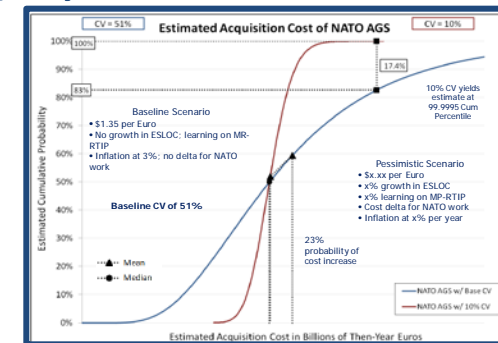 CV = 51%
Estimated Acquisition Cost of NATO AGS
CV = 10%
100%
100%
17.4%
90%
83%
80%
10% CV yields
estimate at
99.9995 Cum
Percentile
Baseline Scenario
• $1.35 per Euro
• No growth in ESLOC; learning on MR-
RTIP
• Inflation at 3%; no delta for NATO
work
70%
60%
Pessimistic Scenario
• $x.xx per Euro
• x% growth in ESLOC
• x% learning on MP-RTIP
• Cost delta for NATO work
• Inflation at x% per year
50%
Baseline CV of 51%
40%
30%
23%
probability of
cost increase
Mean
Median
20%
10%
NATO AGS w/ Base CV
NATO AGS w/ 10% CV
0%
Estimated Cumulative Probability
Estimated Acquisition Cost in Billions of Then-Year Euros